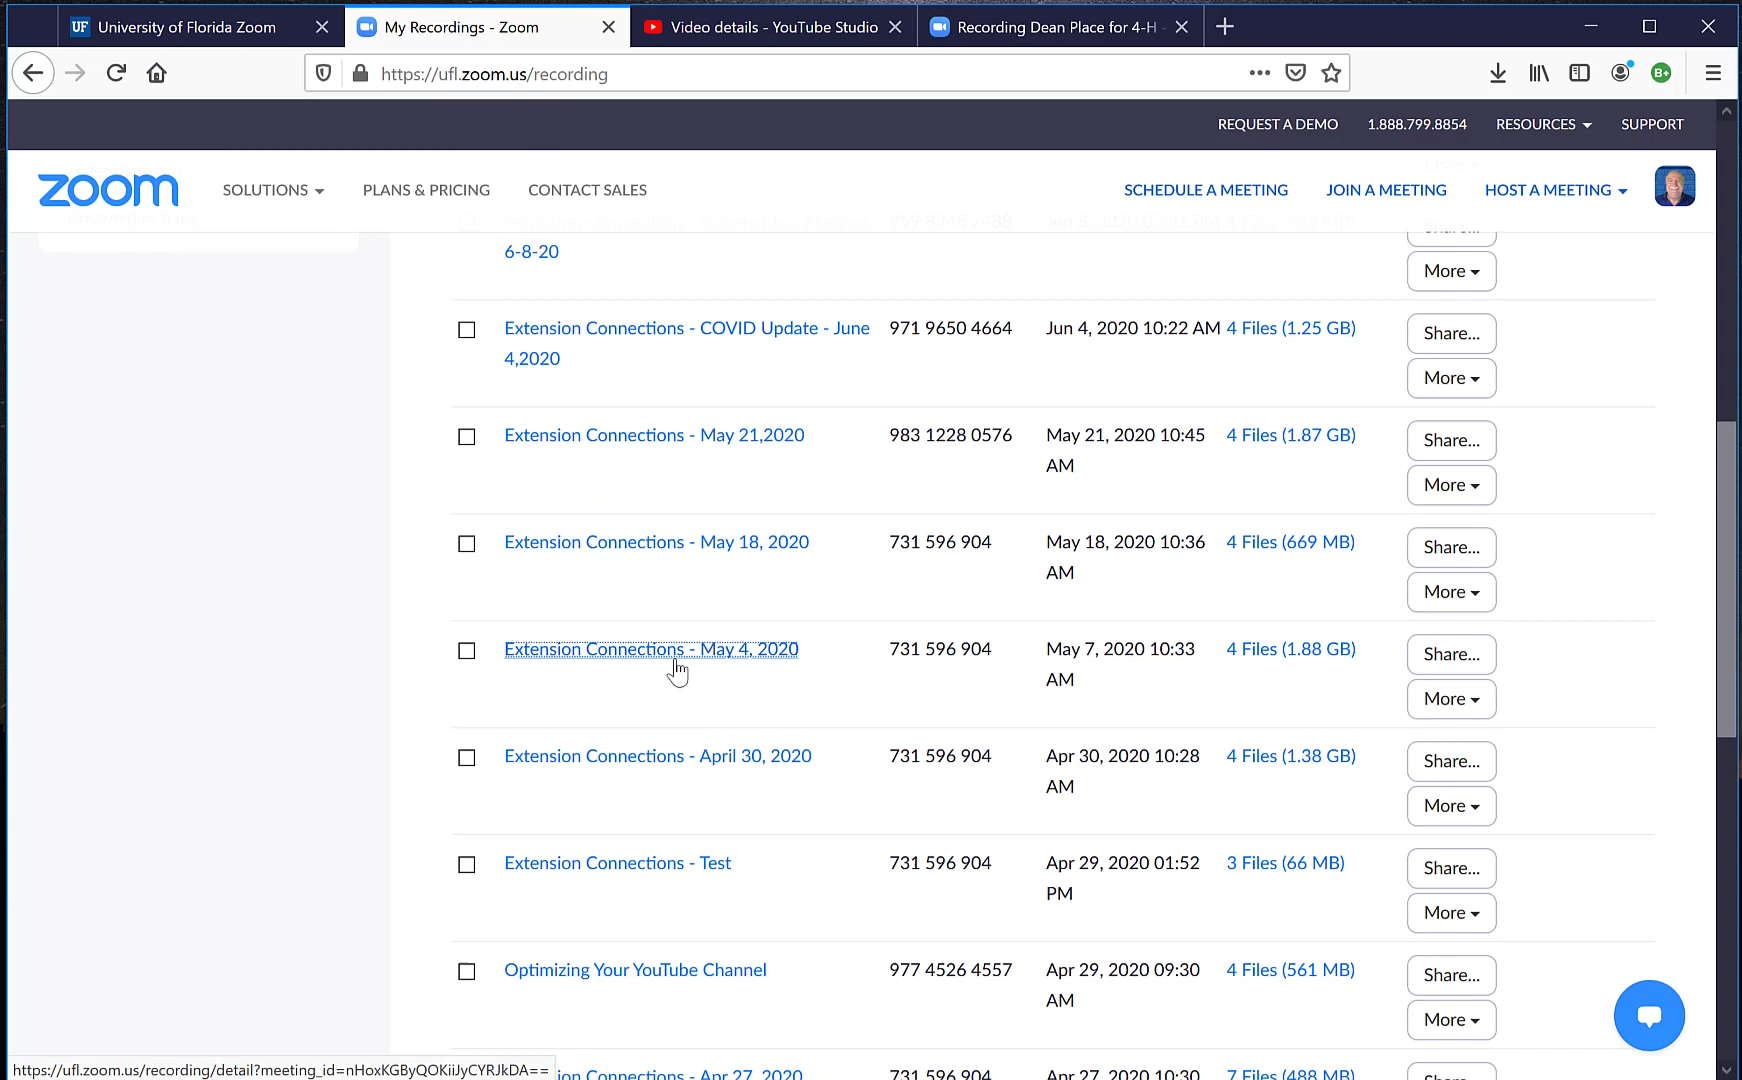 UF University of Florida Zoom
My Recordings - Zoom
Video details - YouTube Studio
Recording Dean Place for 4-H -
https://ufl.zoom.us/recording
B+
REQUEST A DEMO 1.888.799.8854 RESOURCES SUPPORT
zoom SOLUTIONS PLANS & PRICING CONTACT SALES SCHEDULE A MEETING JOIN A MEETING HOST A MEETING
6-8-20
More
Extension Connections - COVID Update - June 971 9650 4664 Jun 4, 2020 10:22 AM 4 Files (1.25 GB) Share...
4,2020
More
Extension Connections - May 21,2020 983 1228 0576 May 21, 2020 10:45 4 Files (1.87 GB) Share...
AM
More
Extension Connections - May 18, 2020 731 596 904 May 18, 2020 10:36 4 Files (669 MB) Share...
AM
More
Extension Connections - May 4, 2020 731 596 904 May 7, 2020 10:33 4 Files (1.88 GB) Share...
AM
More
Extension Connections - April 30, 2020 731 596 904 Apr 30, 2020 10:28 4 Files (1.38 GB) Share...
AM
More
Extension Connections - Test 731 596 904 Apr 29, 2020 01:52 3 Files (66 MB) Share...
PM
More
Optimizing Your YouTube Channel 977 4526 4557 Apr 29, 2020 09:30 4 Files (561 MB) Share...
AM
More
ion Connections - Apr 27, 2020 731 596 904 Apr 27, 2020 10:30 7 Files (488 MB)
https://ufl.zoom.us/recording/detail?meeting_id=nHoxKGByQOKiiJyCYRJkDA==